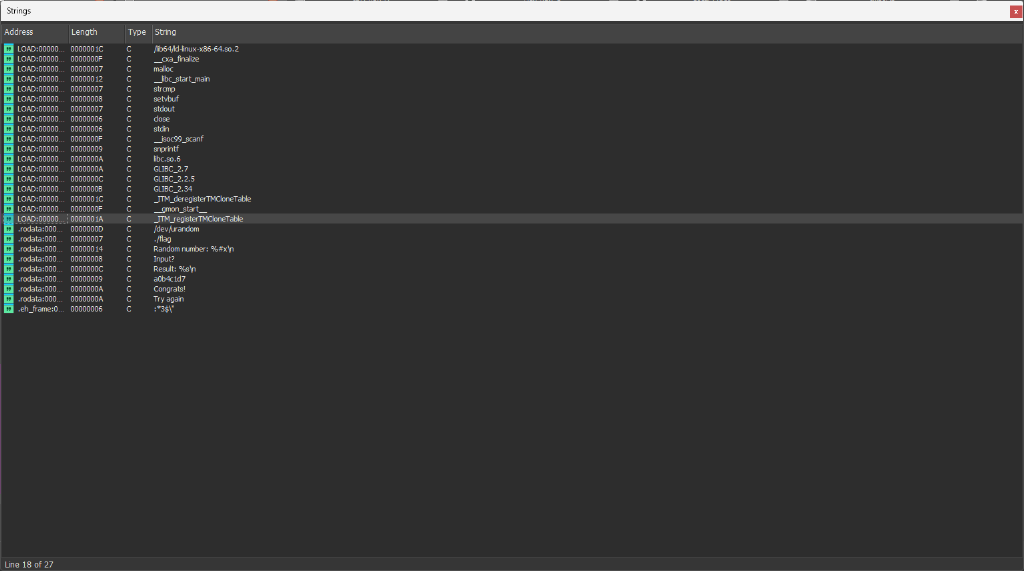 Strings
x
Address Length Type String
LOAD:00000... 0000001C C /lib64/ld-linux-x86-64.so.2
LOAD:00000... 0000000F C __cxa_finalize
LOAD:00000... 00000007 C malloc
LOAD:00000... 00000012 C __libc_start_main
LOAD:00000... 00000007 C strcmp
LOAD:00000... 00000008 C setvbuf
LOAD:00000... 00000007 C stdout
LOAD:00000... 00000006 C close
LOAD:00000... 00000006 C stdin
LOAD:00000... 0000000F C __isoc99_scanf
LOAD:00000... 00000009 C snprintf
LOAD:00000... 0000000A C libc.so.6
LOAD:00000... 0000000A C GLIBC_2.7
LOAD:00000... 0000000C C GLIBC_2.2.5
LOAD:00000... 0000000B C GLIBC_2.34
LOAD:00000... 0000001C C _ITM_deregisterTMCloneTable
LOAD:00000... 0000000F C __gmon_start__
LOAD:00000... 0000001A C _ITM_registerTMCloneTable
.rodata:000... 0000000D C /dev/urandom
.rodata:000... 00000007 C ./flag
.rodata:000... 00000014 C Random number: %#x\n
.rodata:000... 00000008 C Input?
.rodata:000... 0000000C C Result: %s\n
.rodata:000... 00000009 C a0b4c1d7
.rodata:000... 0000000A C Congrats!
.rodata:000... 0000000A C Try again
.eh_frame:0... 00000006 C :*3$\"
Line 18 of 27